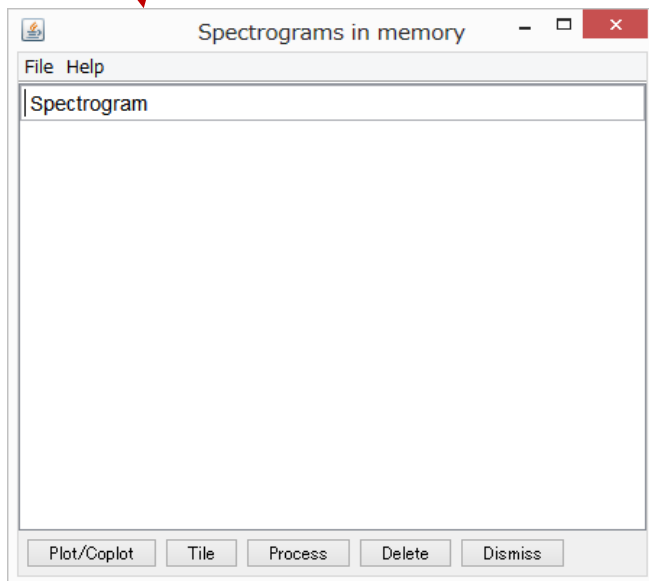 Spectrograms in memory
File Help
Spectrogram
Plot/Coplot Tile Process Delete Dismiss